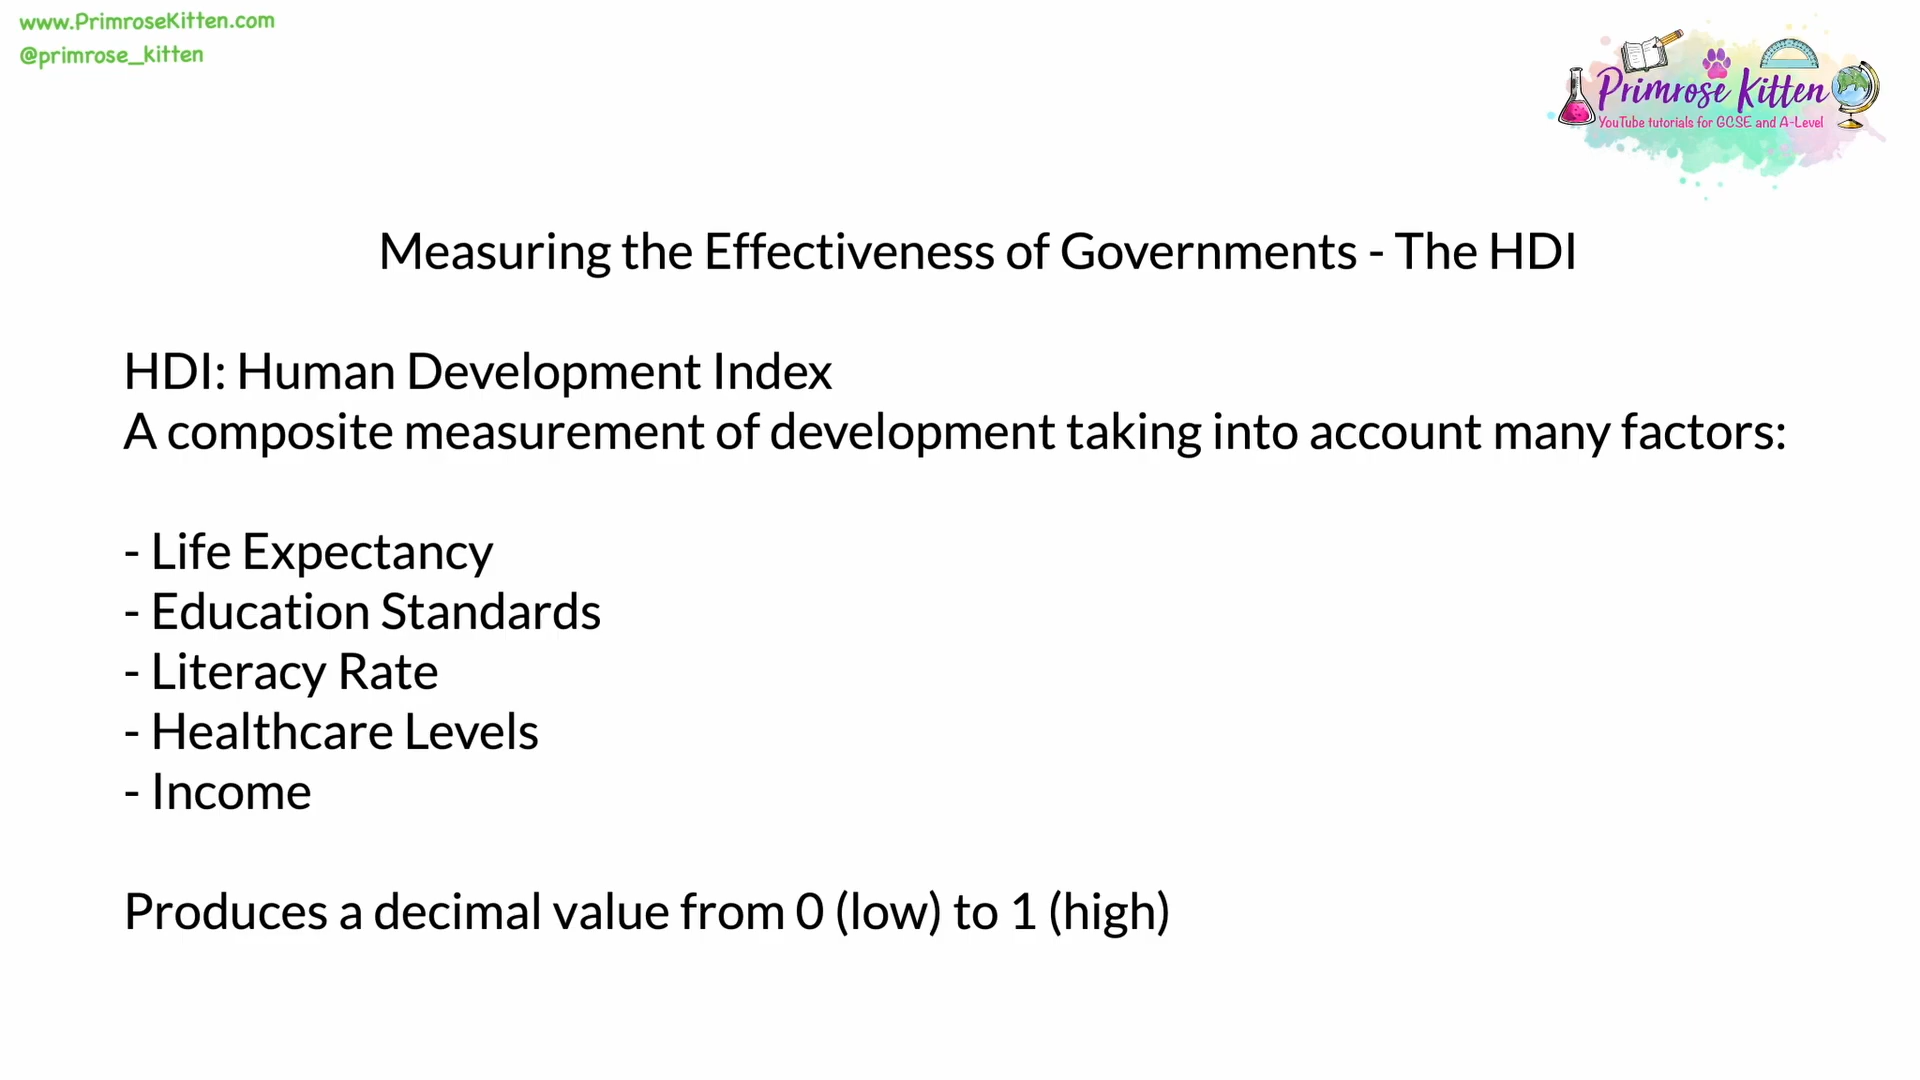 www.PrimroseKitten.com
@primrose_kitten
Primrose Kitten
YouTube tutorials for GCSE and A-Level
Measuring the Effectiveness of Governments - The HDI
HDI: Human Development Index
A composite measurement of development taking into account many factors:
- Life Expectancy
- Education Standards
- Literacy Rate
- Healthcare Levels
- Income
Produces a decimal value from 0 (low) to 1 (high)